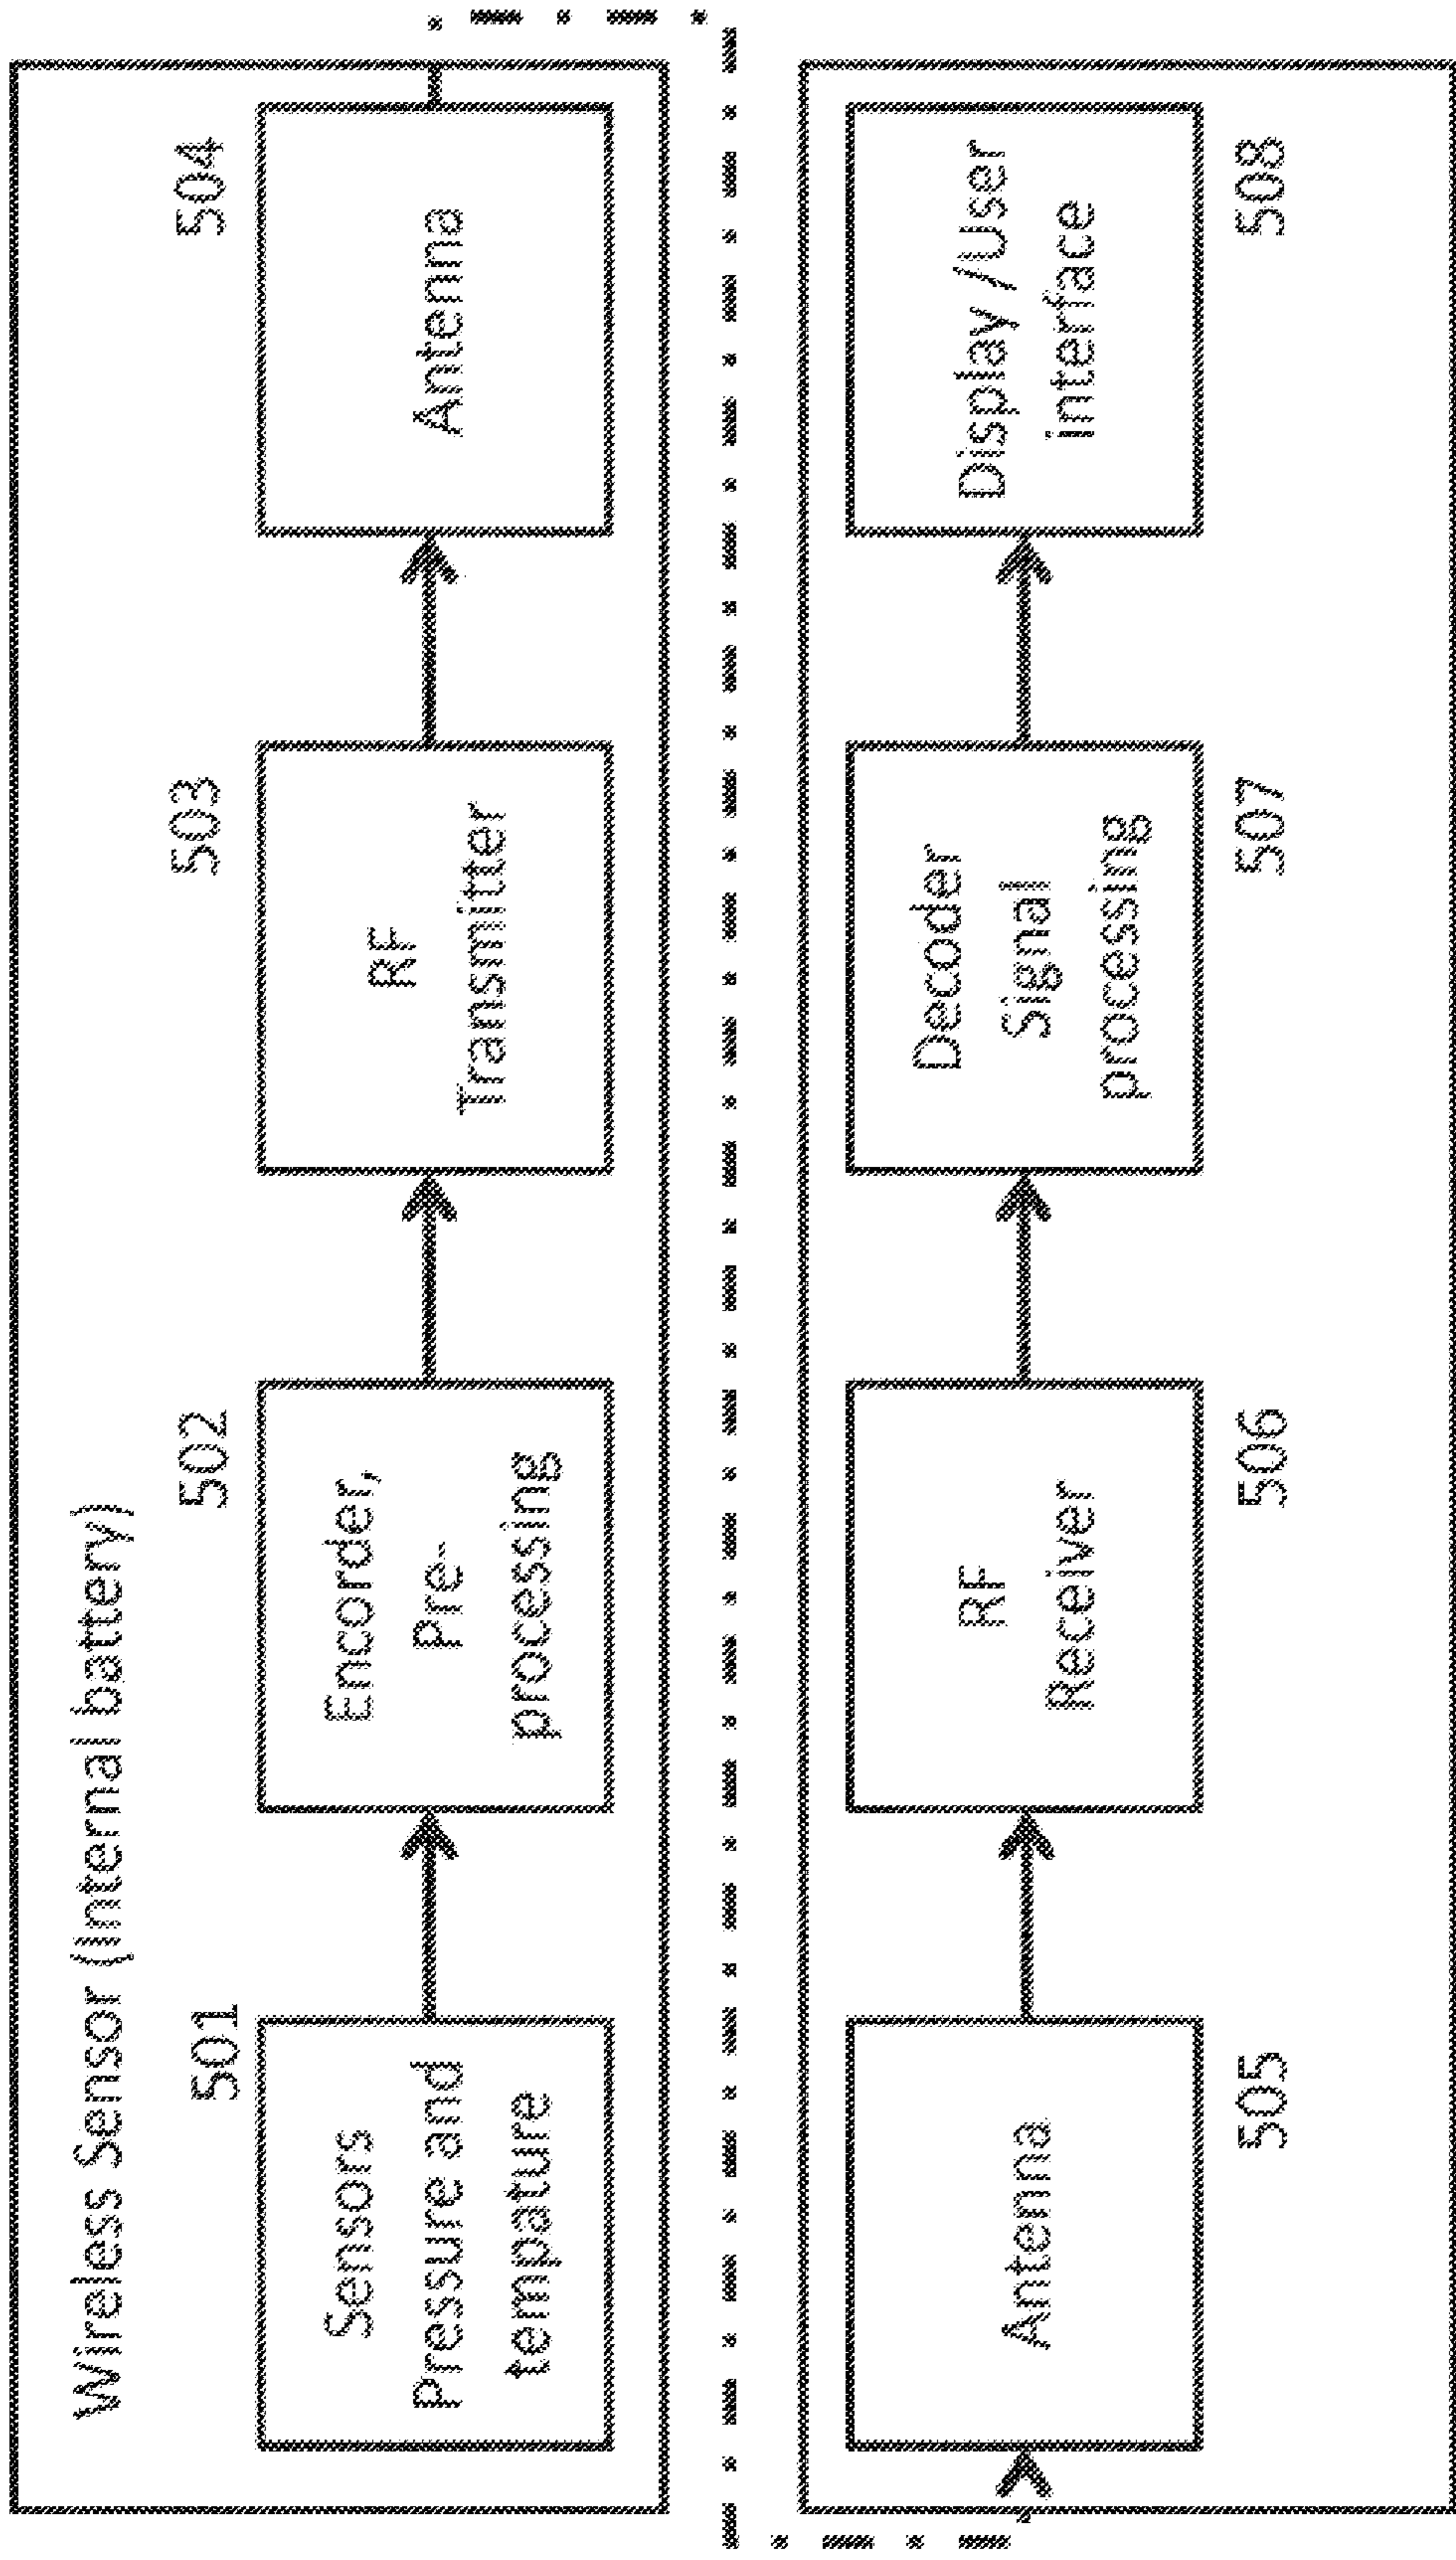 Wireless Sensor (Internal battery)
501
Sensors
Pressure and
tempature
502
Encorder,
Pre-
processing
503
RF
Transmitter
504
Antenna
Antenna
505
RF
Receiver
506
Decoder
Signal
processing
507
Display /User
interface
508